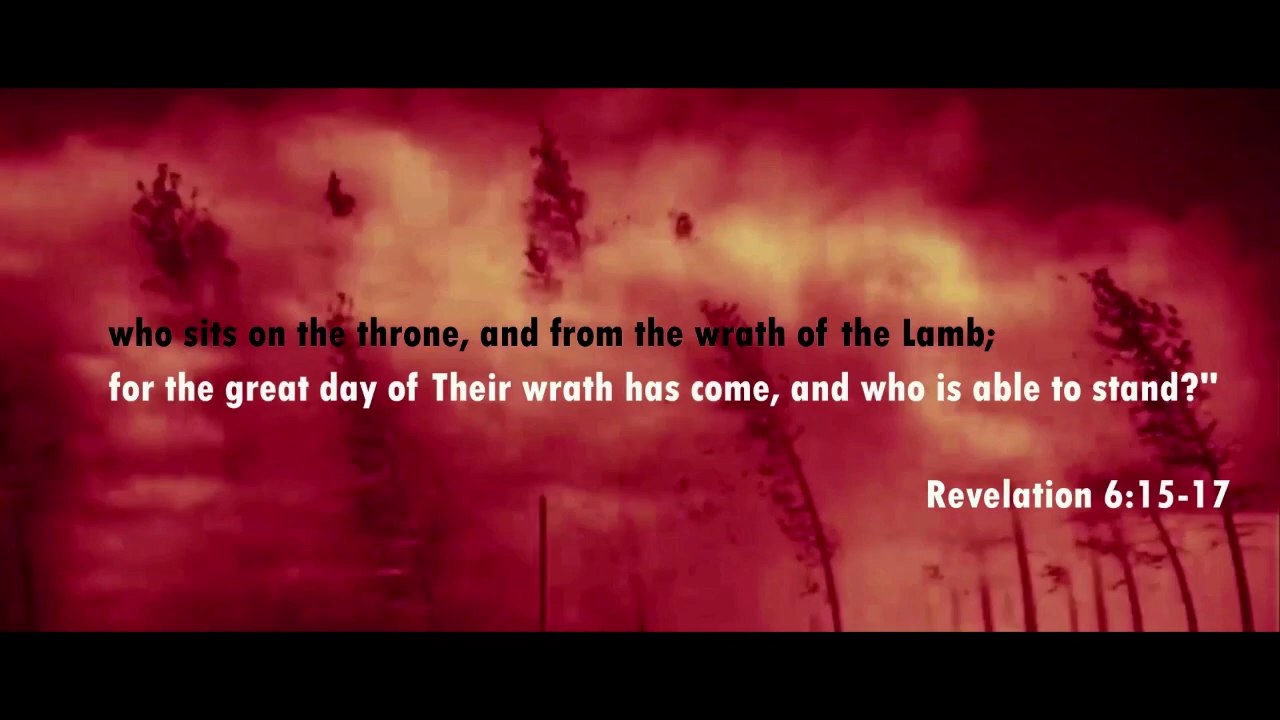 who sits on the throne, and from the wrath of the Lamb;
for the great day of Their wrath has come, and who is able to stand?"
Revelation 6:15-17